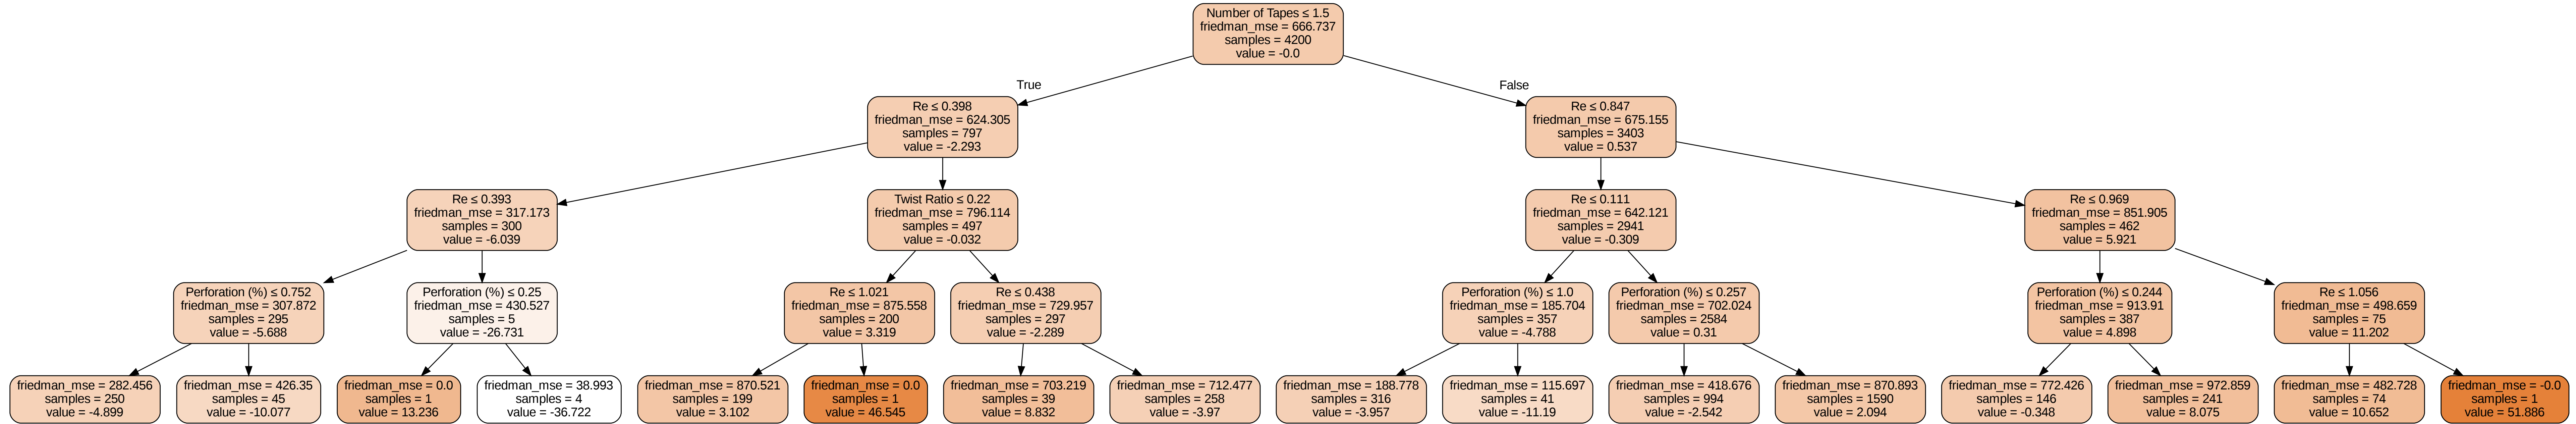 Number of Tapes ≤ 1.5
friedman_mse = 666.737
samples = 4200
value = -0.0
True
False
Re ≤ 0.398
friedman_mse = 624.305
samples = 797
value = -2.293
Re ≤ 0.847
friedman_mse = 675.155
samples = 3403
value = 0.537
Re ≤ 0.393
friedman_mse = 317.173
samples = 300
value = -6.039
Twist Ratio ≤ 0.22
friedman_mse = 796.114
samples = 497
value = -0.032
Re ≤ 0.111
friedman_mse = 642.121
samples = 2941
value = -0.309
Re ≤ 0.969
friedman_mse = 851.905
samples = 462
value = 5.921
Perforation (%) ≤ 0.752
friedman_mse = 307.872
samples = 295
value = -5.688
Perforation (%) ≤ 0.25
friedman_mse = 430.527
samples = 5
value = -26.731
Re ≤ 1.021
friedman_mse = 875.558
samples = 200
value = 3.319
Re ≤ 0.438
friedman_mse = 729.957
samples = 297
value = -2.289
Perforation (%) ≤ 1.0
friedman_mse = 185.704
samples = 357
value = -4.788
Perforation (%) ≤ 0.257
friedman_mse = 702.024
samples = 2584
value = 0.31
Perforation (%) ≤ 0.244
friedman_mse = 913.91
samples = 387
value = 4.898
Re ≤ 1.056
friedman_mse = 498.659
samples = 75
value = 11.202
friedman_mse = 282.456
samples = 250
value = -4.899
friedman_mse = 426.35
samples = 45
value = -10.077
friedman_mse = 0.0
samples = 1
value = 13.236
friedman_mse = 38.993
samples = 4
value = -36.722
friedman_mse = 870.521
samples = 199
value = 3.102
friedman_mse = 0.0
samples = 1
value = 46.545
friedman_mse = 703.219
samples = 39
value = 8.832
friedman_mse = 712.477
samples = 258
value = -3.97
friedman_mse = 188.778
samples = 316
value = -3.957
friedman_mse = 115.697
samples = 41
value = -11.19
friedman_mse = 418.676
samples = 994
value = -2.542
friedman_mse = 870.893
samples = 1590
value = 2.094
friedman_mse = 772.426
samples = 146
value = -0.348
friedman_mse = 972.859
samples = 241
value = 8.075
friedman_mse = 482.728
samples = 74
value = 10.652
friedman_mse = -0.0
samples = 1
value = 51.886